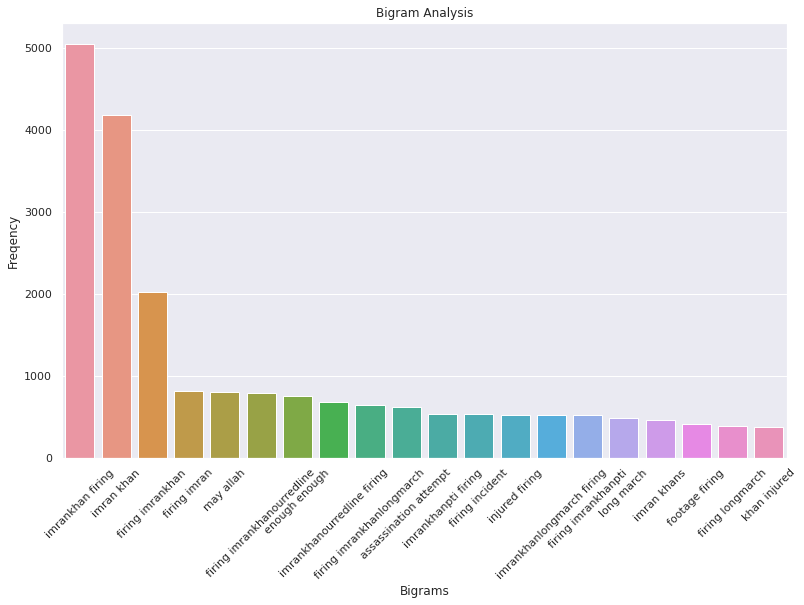 Bigram Analysis
Freqency
5000
4000
3000
2000
1000
0
imrankhan firing
imran khan
firing imrankhan
firing imran
may allah
firing imrankhanourredline
enough enough
imrankhanourredline firing
firing imrankhanlongmarch
assassination attempt
imrankhanpti firing
firing incident
injured firing
imrankhanlongmarch firing
firing imrankhanpti
long march
imran khans
footage firing
firing longmarch
khan injured
Bigrams